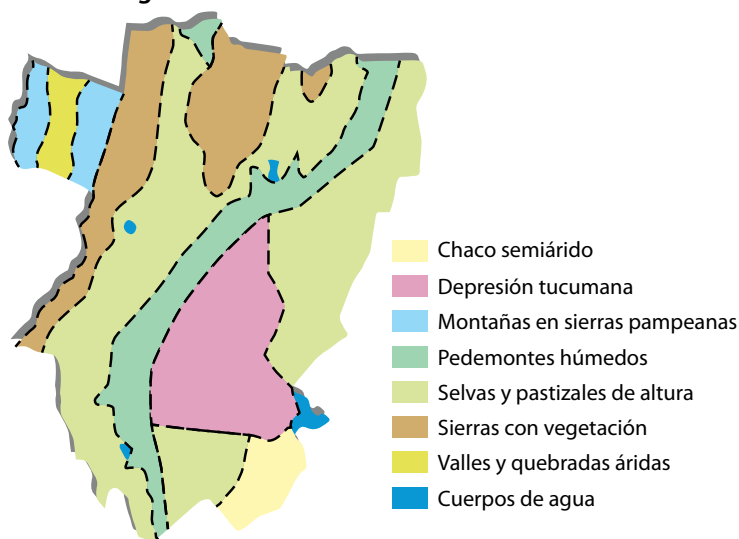 Chaco semiárido
Depresión tucumana
Montañas en sierras pampeanas
Pedemontes húmedos
Selvas y pastizales de altura
Sierras con vegetación
Valles y quebradas áridas
Cuerpos de agua